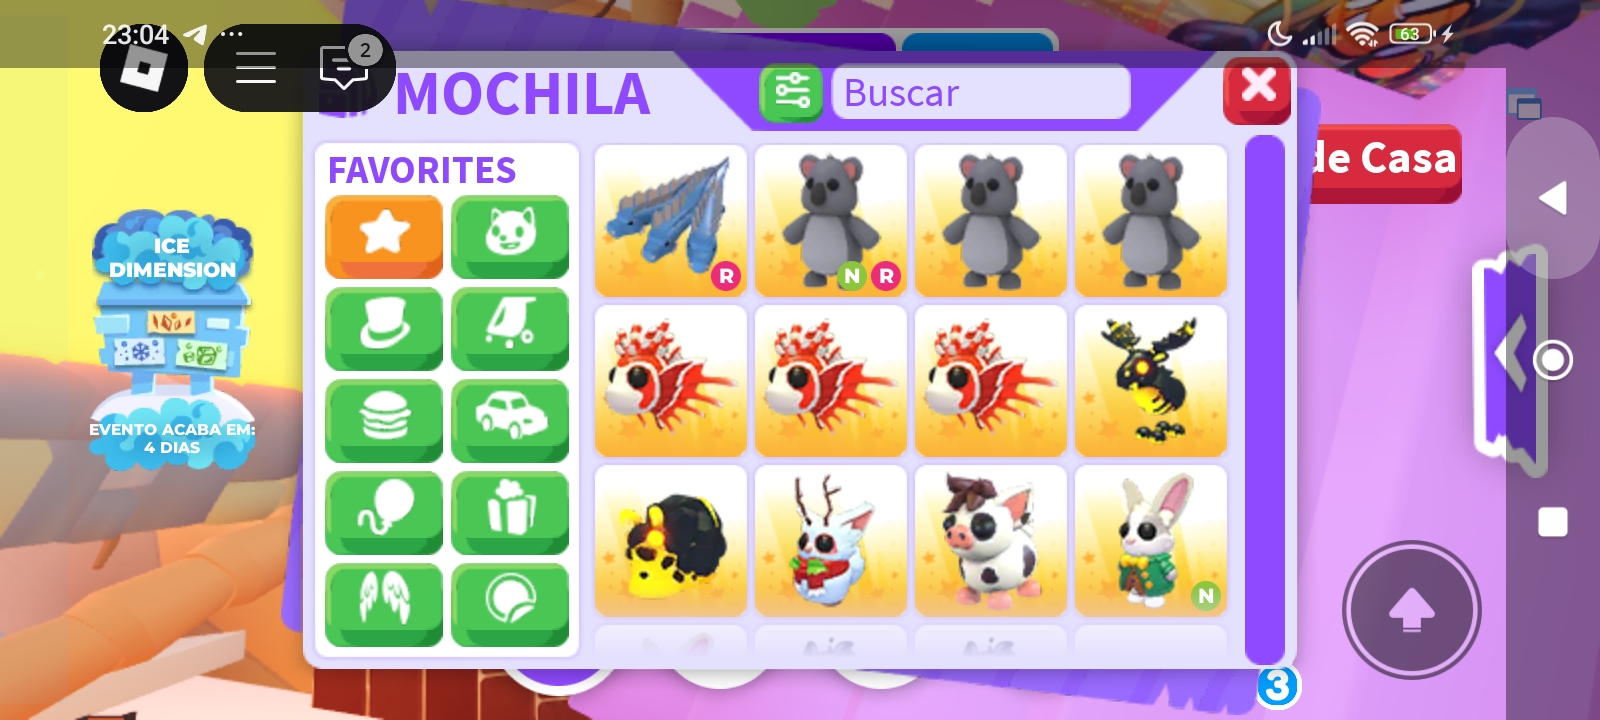 23:04
2
63
MOCHILA
Buscar
de Casa
FAVORITES
R
N R
ICE
DIMENSION
EVENTO ACABA EM:
4 DIAS
N
3